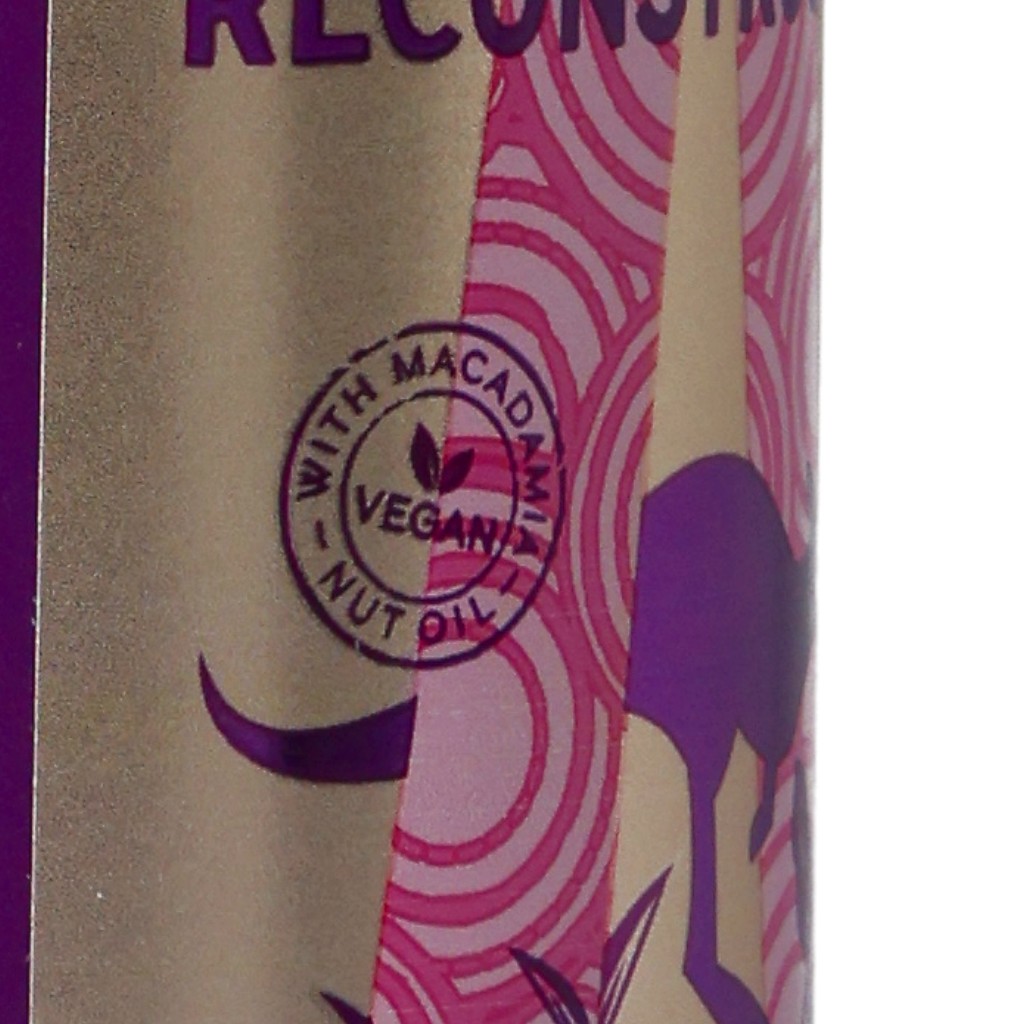 WITH MACADAMIA
VEGAN
- NUT OIL -